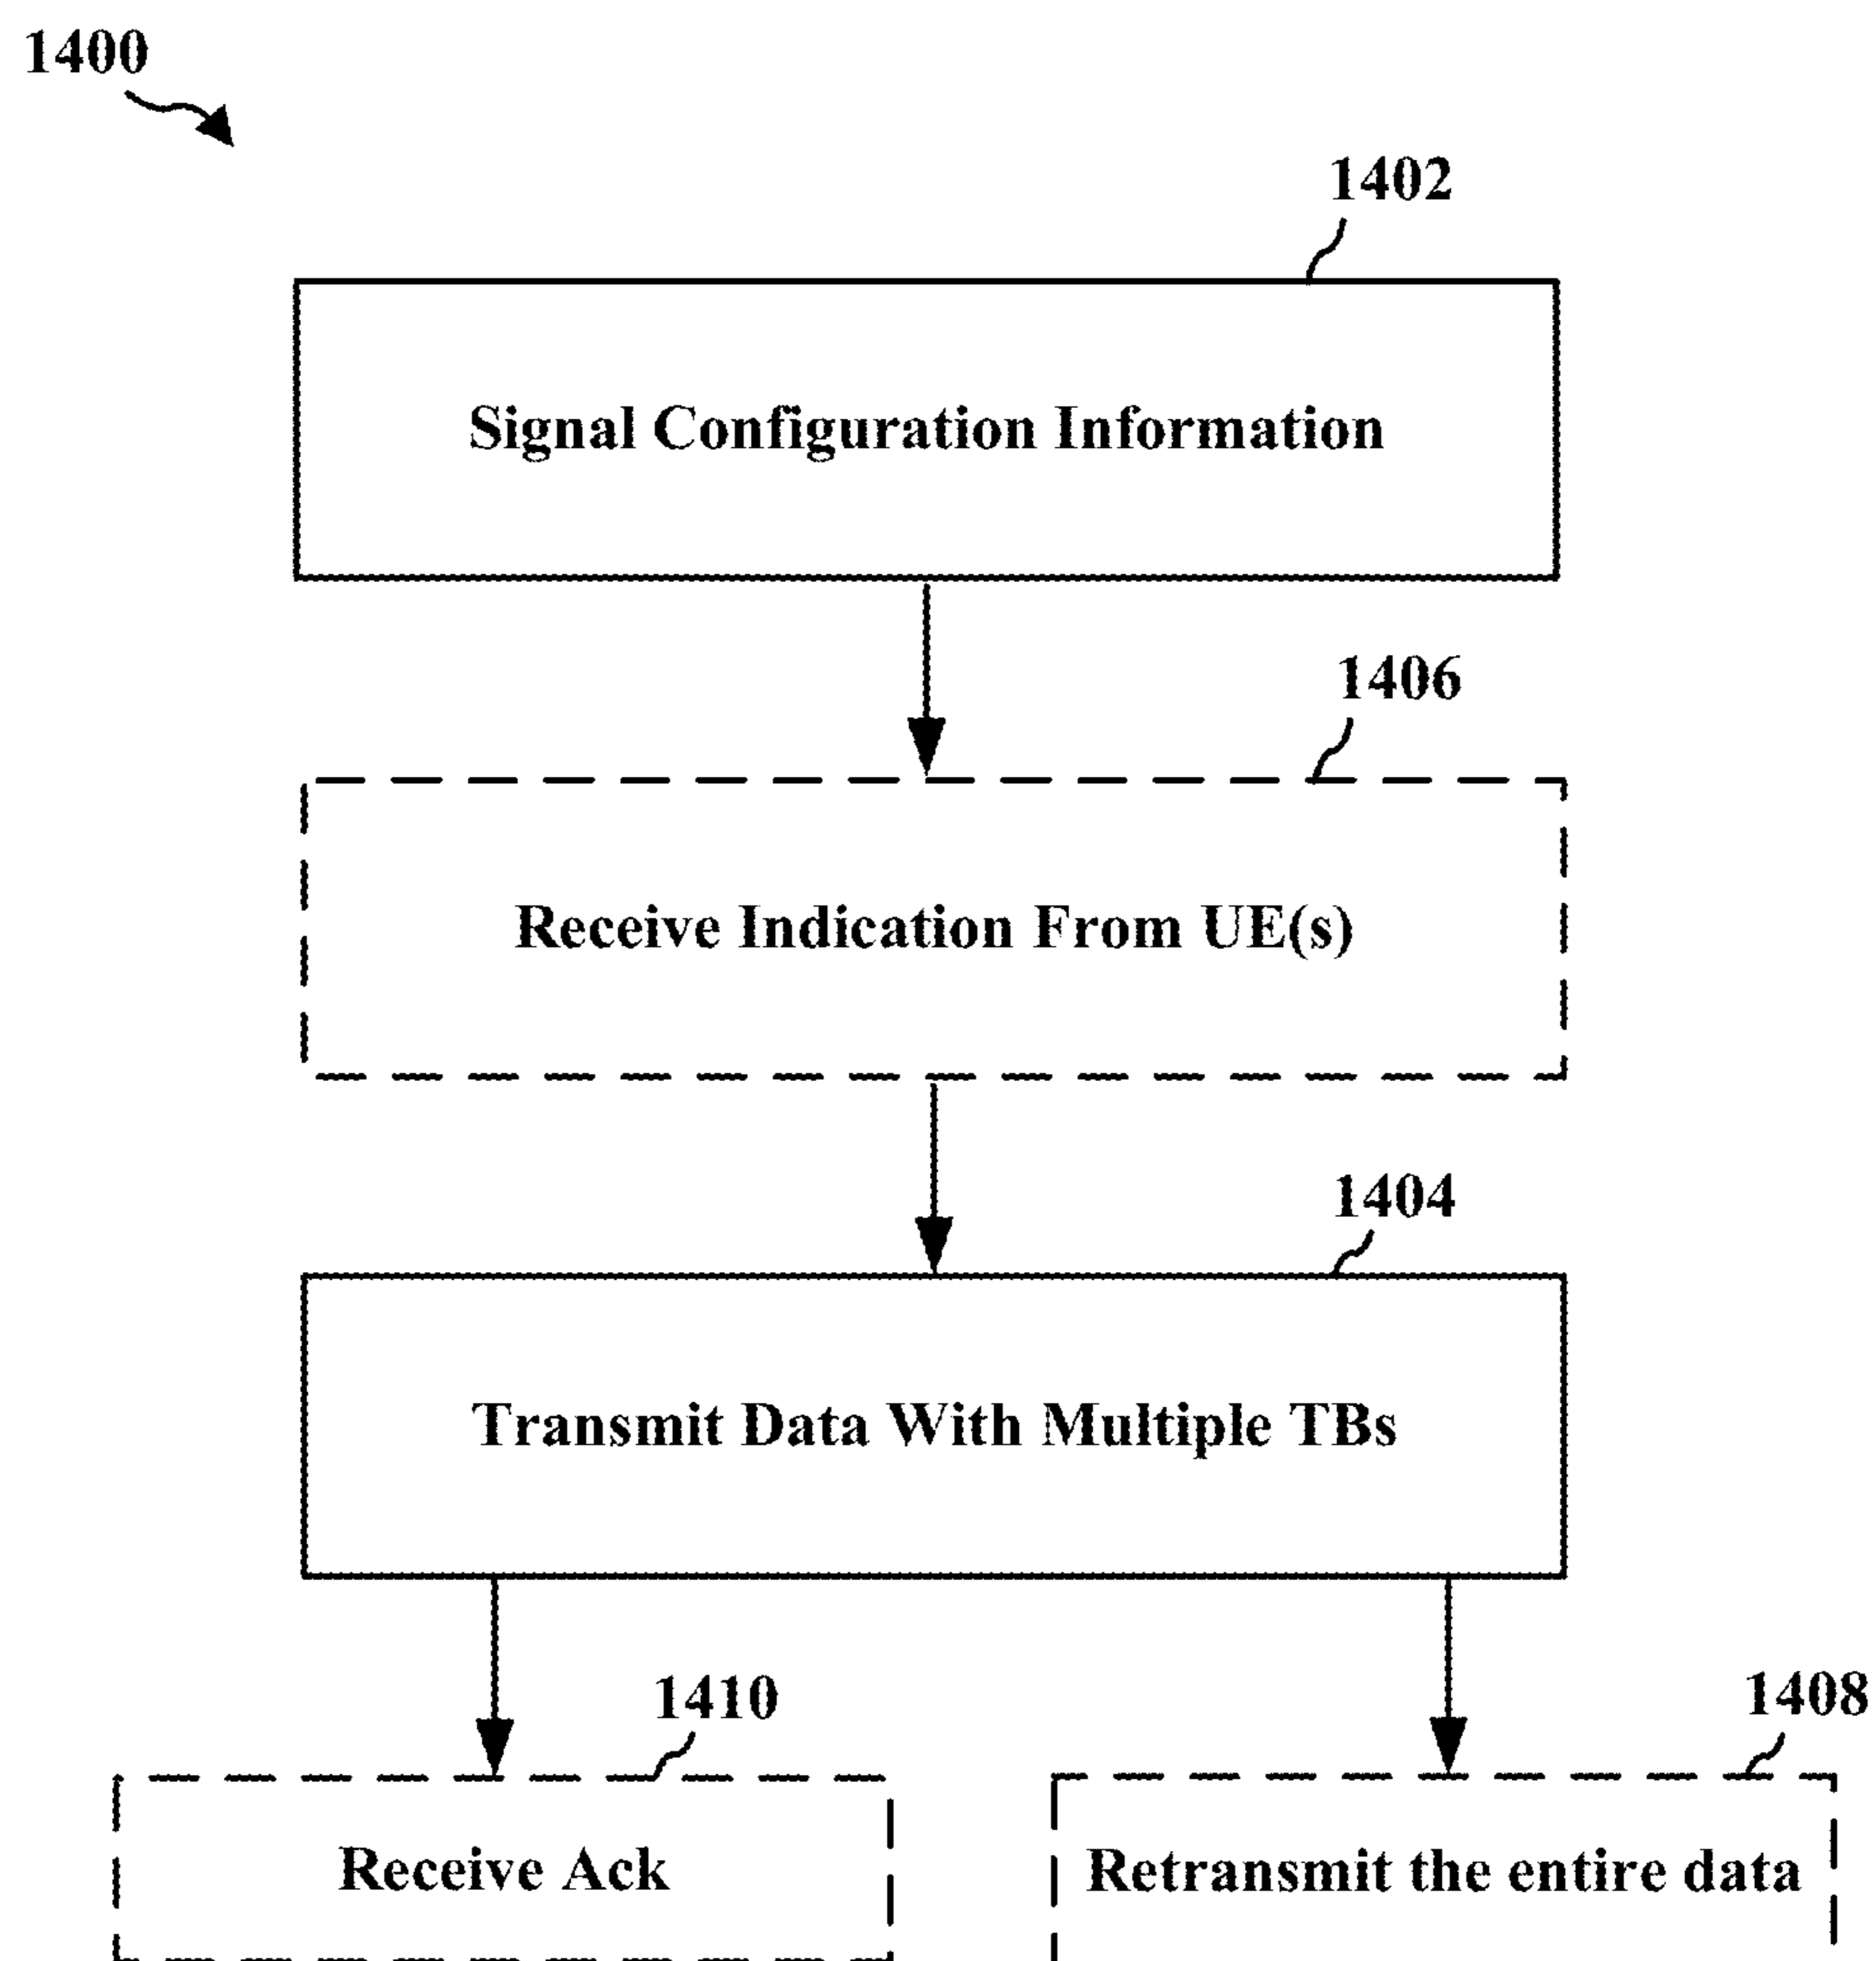 1400
1402
Signal Configuration Information
1406
Receive Indication From UE(s)
1404
Transmit Data With Multiple TBs
1410
1408
Receive Ack
Retransmit the entire data